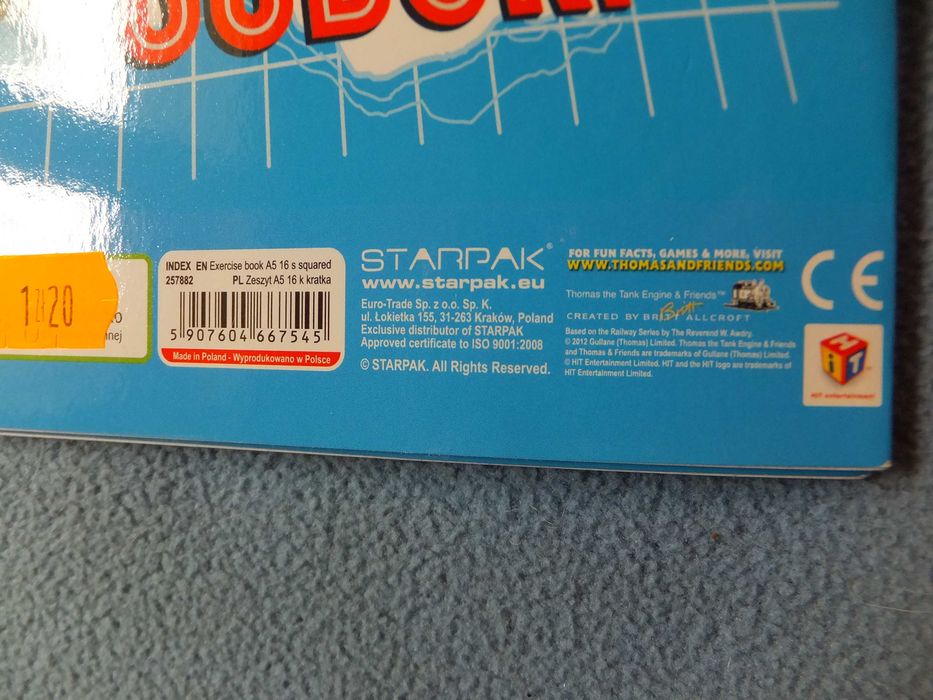 INDEX EN Exercise book A5 16 s squared
257882 PL Zeszyt A5 16 k kratka
5 907604 667545
Made in Poland - Wyprodukowano w Polsce
STARPAK®
www.starpak.eu
Euro-Trade Sp. z o.o. Sp. K.
ul. Łokietka 155, 31-263 Kraków, Poland
Exclusive distributor of STARPAK
Approved certificate to ISO 9001:2008
© STARPAK. All Rights Reserved.
FOR FUN FACTS, GAMES & MORE, VISIT
WWW.THOMASANDFRIENDS.COM
Thomas the Tank Engine & Friends™
CREATED BY BRITT ALLCROFT
Based on the Railway Series by The Reverend W. Awdry.
© 2012 Gullane (Thomas) Limited. Thomas the Tank Engine & Friends
and Thomas & Friends are trademarks of Gullane (Thomas) Limited.
© HIT Entertainment Limited. HIT and the HIT logo are trademarks of
HIT Entertainment Limited.
CE
HiT
HIT entertainment